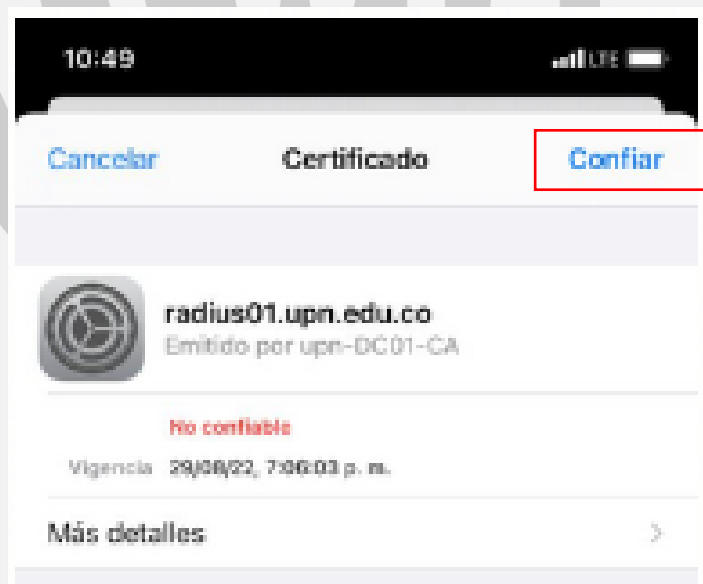 10:49 LTE
Cancelar Certificado Confiar
radius01.upn.edu.co
Emitido por upn-DC01-CA
No confiable
Vigencia 29/08/22, 7:06:03 p. m.
Más detalles